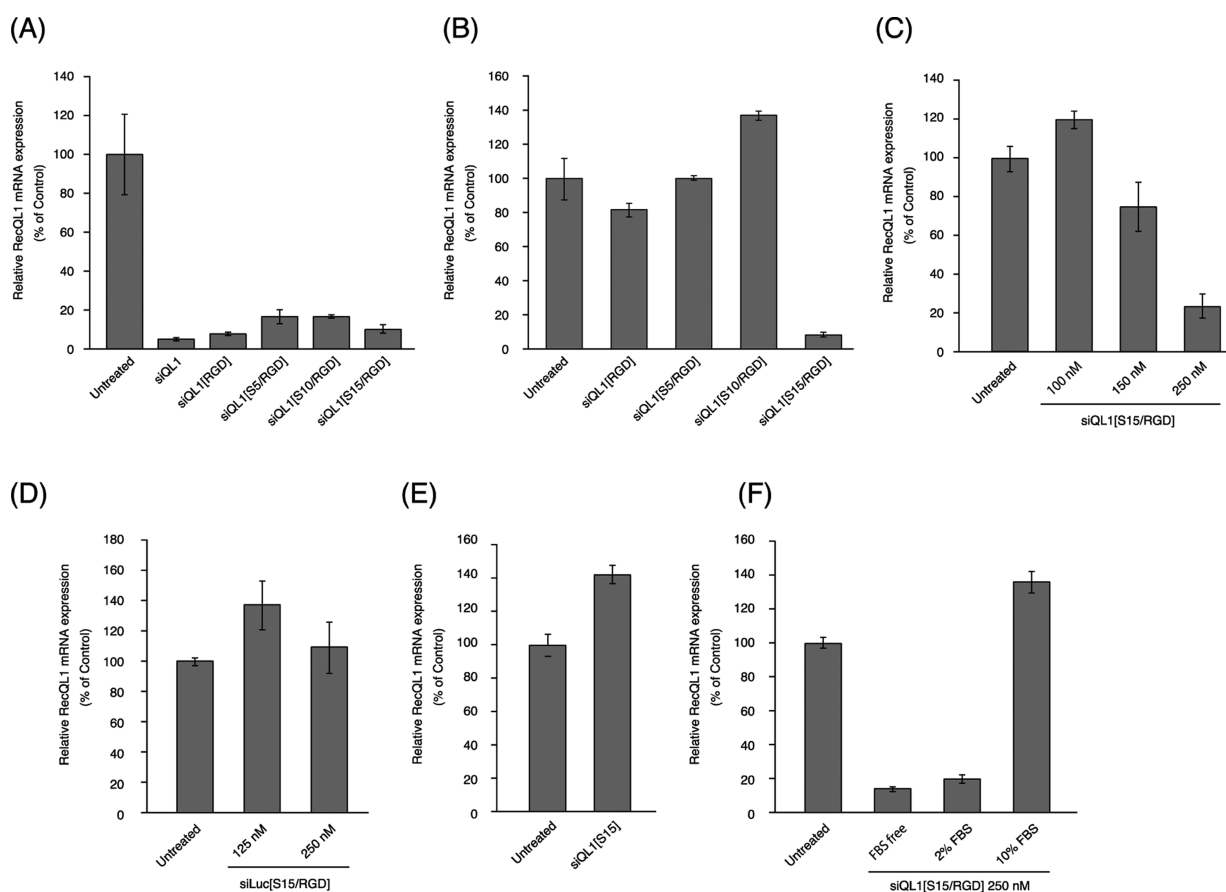 (A)
Relative RecQL1 mRNA expression
(% of Control)
140
120
100
80
60
40
20
0
Untreated
siQL1
siQL1[RGD]
siQL1[S5/RGD]
siQL1[S10/RGD]
siQL1[S15/RGD]
(B)
Relative RecQL1 mRNA expression
(% of Control)
160
140
120
100
80
60
40
20
0
Untreated
siQL1[RGD]
siQL1[S5/RGD]
siQL1[S10/RGD]
siQL1[S15/RGD]
(C)
Relative RecQL1 mRNA expression
(% of Control)
140
120
100
80
60
40
20
0
Untreated
100 nM
150 nM
250 nM
siQL1[S15/RGD]
(D)
Relative RecQL1 mRNA expression
(% of Control)
180
160
140
120
100
80
60
40
20
0
Untreated
125 nM
250 nM
siLuc[S15/RGD]
(E)
Relative RecQL1 mRNA expression
(% of Control)
160
140
120
100
80
60
40
20
0
Untreated
siQL1[S15]
(F)
Relative RecQL1 mRNA expression
(% of Control)
160
140
120
100
80
60
40
20
0
Untreated
FBS free
2% FBS
10% FBS
siQL1[S15/RGD] 250 nM